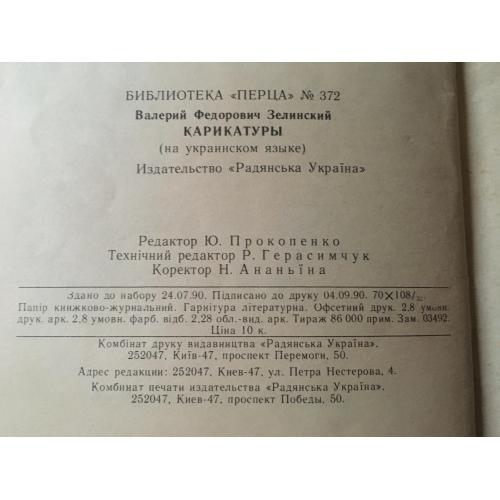 БИБЛИОТЕКА «ПЕРЦА» № 372
Валерий Федорович Зелинский
КАРИКАТУРЫ
(на украинском языке)
Издательство «Радянська Україна»
Редактор Ю. Прокопенко
Технічний редактор Р. Герасимчук
Коректор Н. Ананьїна
Здано до набору 24.07.90. Підписано до друку 04.09.90. 70×108/32.
Папір книжково-журнальний. Гарнітура літературна. Офсетний друк. 2,8 умовн.
друк. арк. 2,8 умовн. фарб. відб. 2,28 обл.-вид. арк. Тираж 86 000 прим. Зам. 03492.
Ціна 10 к.
Комбінат друку видавництва «Радянська Україна».
252047, Київ-47, проспект Перемоги, 50.
Адрес редакции: 252047, Киев-47, ул. Петра Нестерова, 4.
Комбинат печати издательства «Радянська Україна».
252047, Киев-47, проспект Победы, 50.